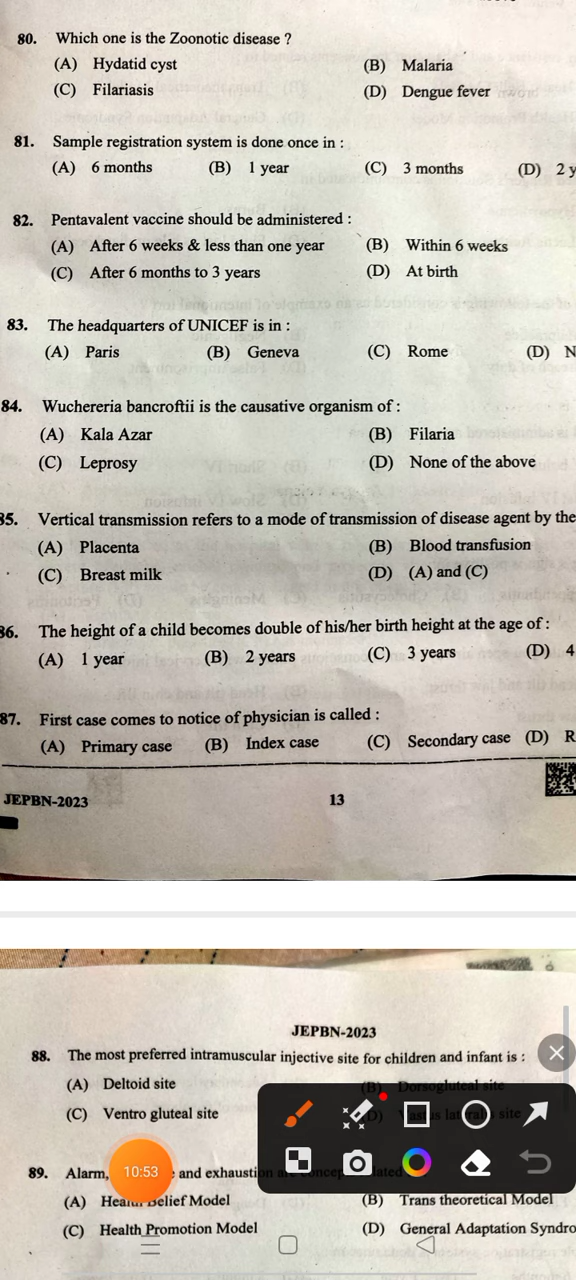 80. Which one is the Zoonotic disease ?
(A) Hydatid cyst (B) Malaria
(C) Filariasis (D) Dengue fever
81. Sample registration system is done once in :
(A) 6 months (B) 1 year (C) 3 months (D) 2 y
82. Pentavalent vaccine should be administered :
(A) After 6 weeks & less than one year (B) Within 6 weeks
(C) After 6 months to 3 years (D) At birth
83. The headquarters of UNICEF is in :
(A) Paris (B) Geneva (C) Rome (D) N
84. Wuchereria bancroftii is the causative organism of :
(A) Kala Azar (B) Filaria
(C) Leprosy (D) None of the above
85. Vertical transmission refers to a mode of transmission of disease agent by the
(A) Placenta (B) Blood transfusion
(C) Breast milk (D) (A) and (C)
86. The height of a child becomes double of his/her birth height at the age of :
(A) 1 year (B) 2 years (C) 3 years (D) 4
87. First case comes to notice of physician is called :
(A) Primary case (B) Index case (C) Secondary case (D) R
JEPBN-2023 13
JEPBN-2023
88. The most preferred intramuscular injective site for children and infant is :
(A) Deltoid site (B) Dorsogluteal site
(C) Ventro gluteal site (D) Vastus lateralis site
10:53
89. Alarm, and exhaustion are concept
(A) Health Belief Model (B) Trans theoretical Model
(C) Health Promotion Model (D) General Adaptation Syndro